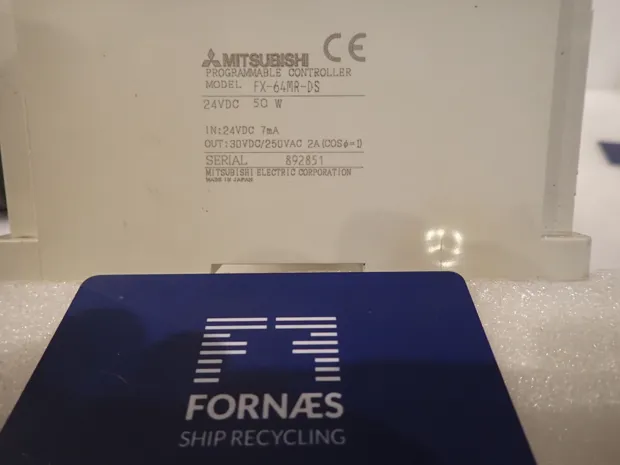 MITSUBISHI CE
PROGRAMMABLE CONTROLLER
MODEL FX-64MR-DS
24VDC 50 W
IN:24VDC 7mA
OUT:30VDC/250VAC 2A(COSφ=1)
SERIAL 892851
MITSUBISHI ELECTRIC CORPORATION
MADE IN JAPAN
FORNÆS
SHIP RECYCLING